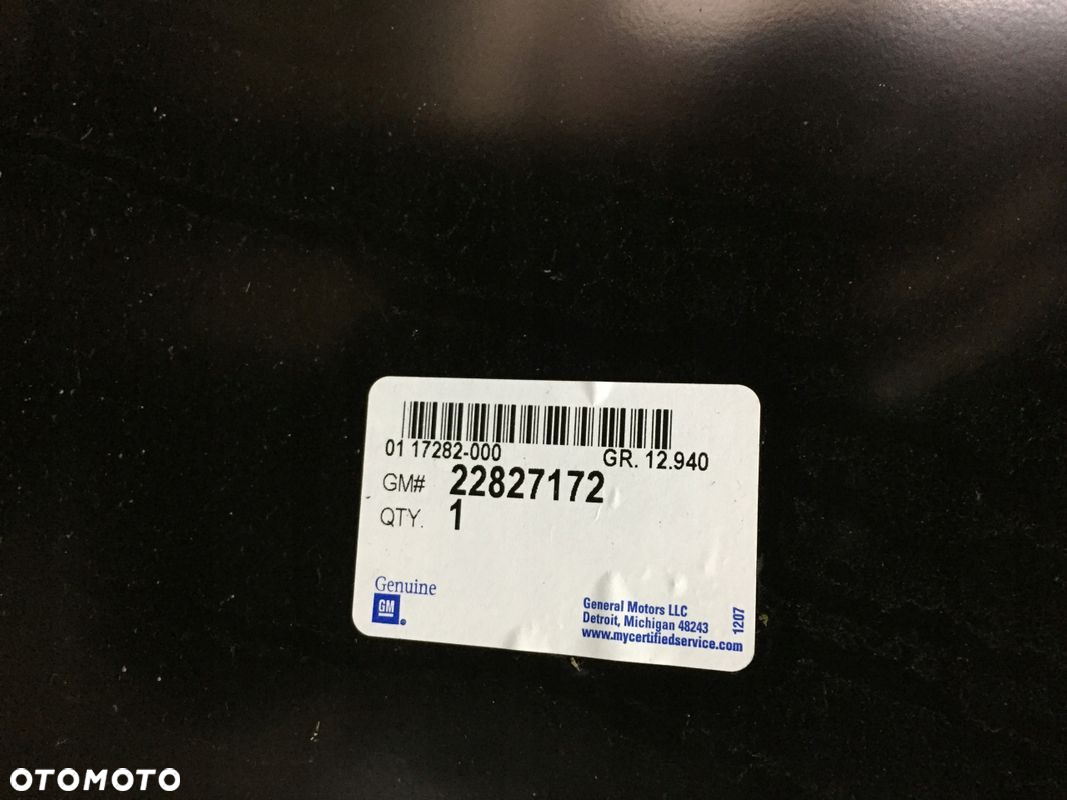 01 17282-000 GR. 12.940
GM# 22827172
QTY. 1
Genuine
GM
General Motors LLC
Detroit, Michigan 48243
www.mycertifiedservice.com
1207
OTOMOTO